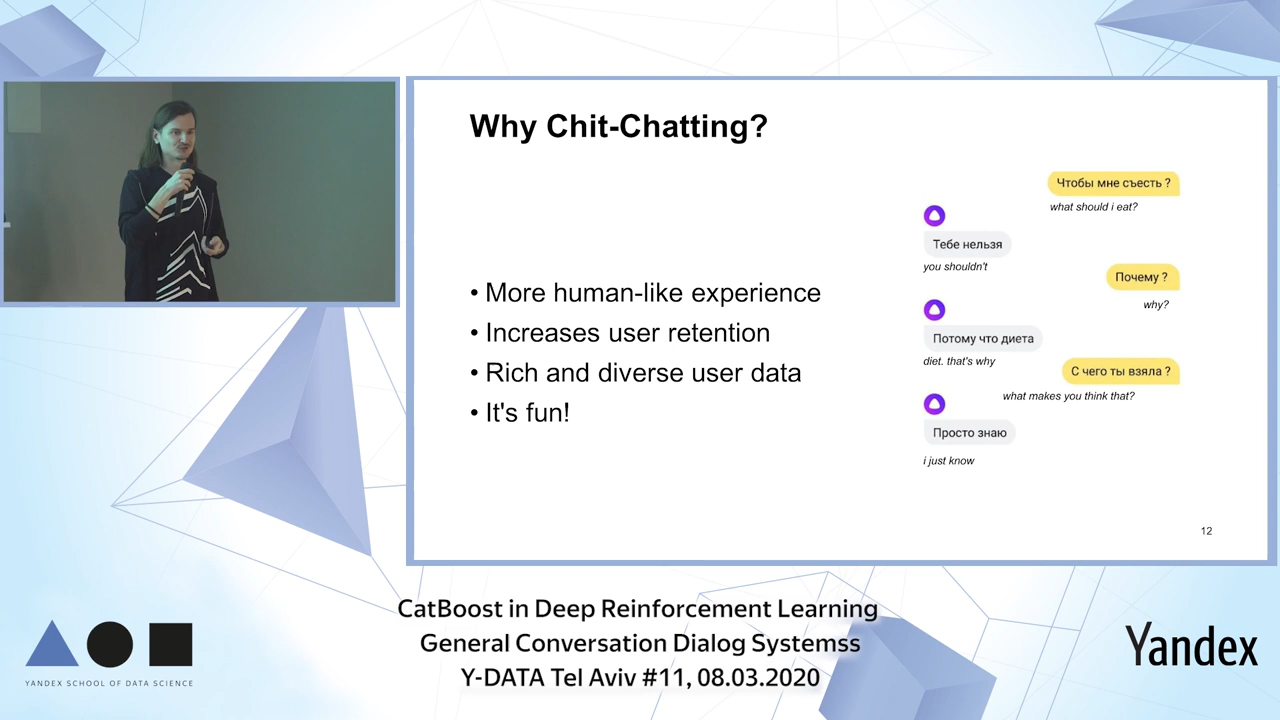 Why Chit-Chatting?
• More human-like experience
• Increases user retention
• Rich and diverse user data
• It's fun!
Чтобы мне съесть ?
what should i eat?
Тебе нельзя
you shouldn't
Почему ?
why?
Потому что диета
diet. that's why
С чего ты взяла ?
what makes you think that?
Просто знаю
i just know
12
CatBoost in Deep Reinforcement Learning
General Conversation Dialog Systemss
Y-DATA Tel Aviv #11, 08.03.2020
YANDEX SCHOOL OF DATA SCIENCE
Yandex